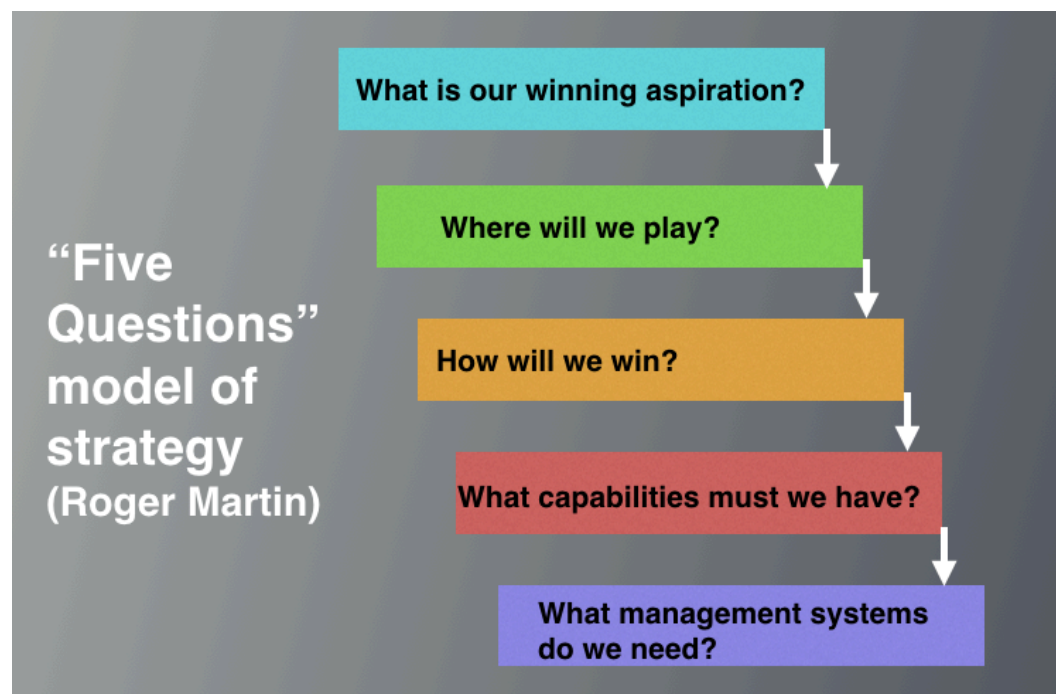 “Five
Questions”
model of
strategy
(Roger Martin)
What is our winning aspiration?
Where will we play?
How will we win?
What capabilities must we have?
What management systems
do we need?